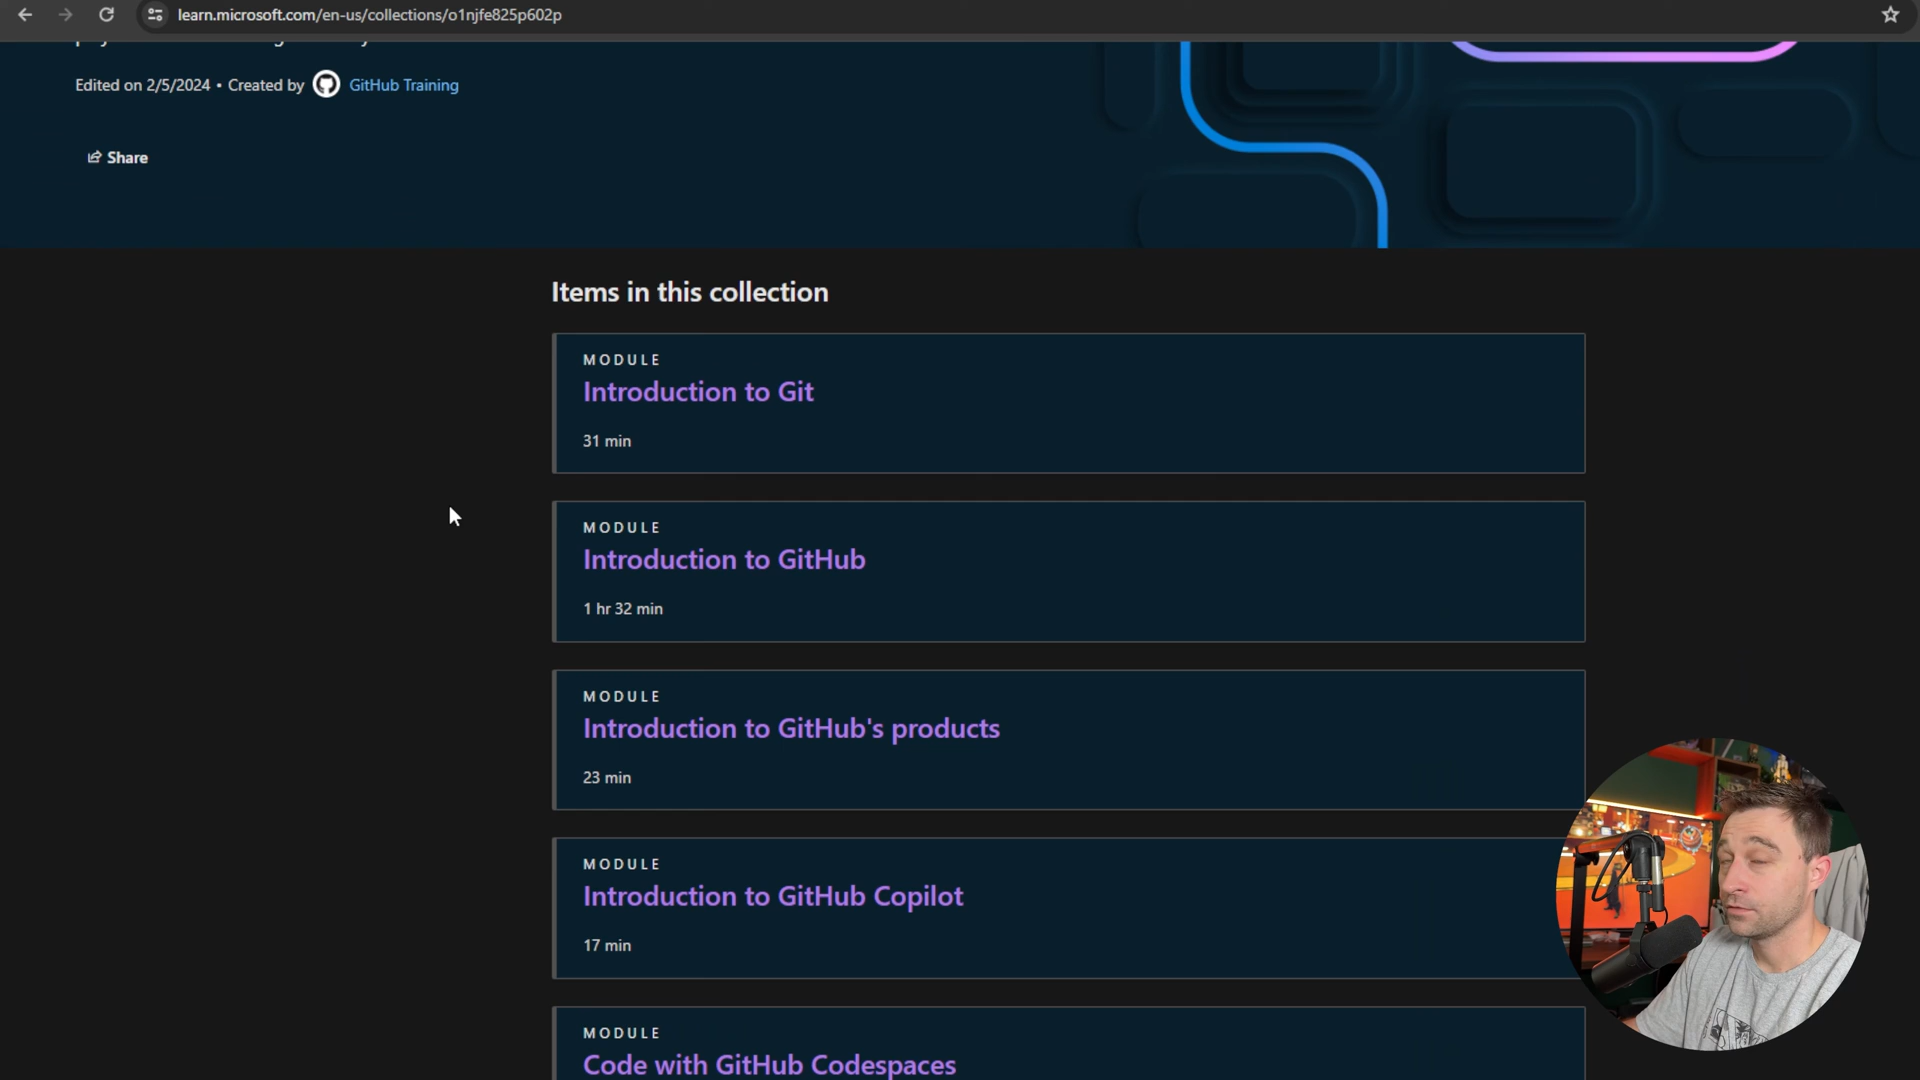 learn.microsoft.com/en-us/collections/o1njfe825p602p
Edited on 2/5/2024 • Created by GitHub Training
Share
Items in this collection
MODULE
Introduction to Git
31 min
MODULE
Introduction to GitHub
1 hr 32 min
MODULE
Introduction to GitHub's products
23 min
MODULE
Introduction to GitHub Copilot
17 min
MODULE
Code with GitHub Codespaces